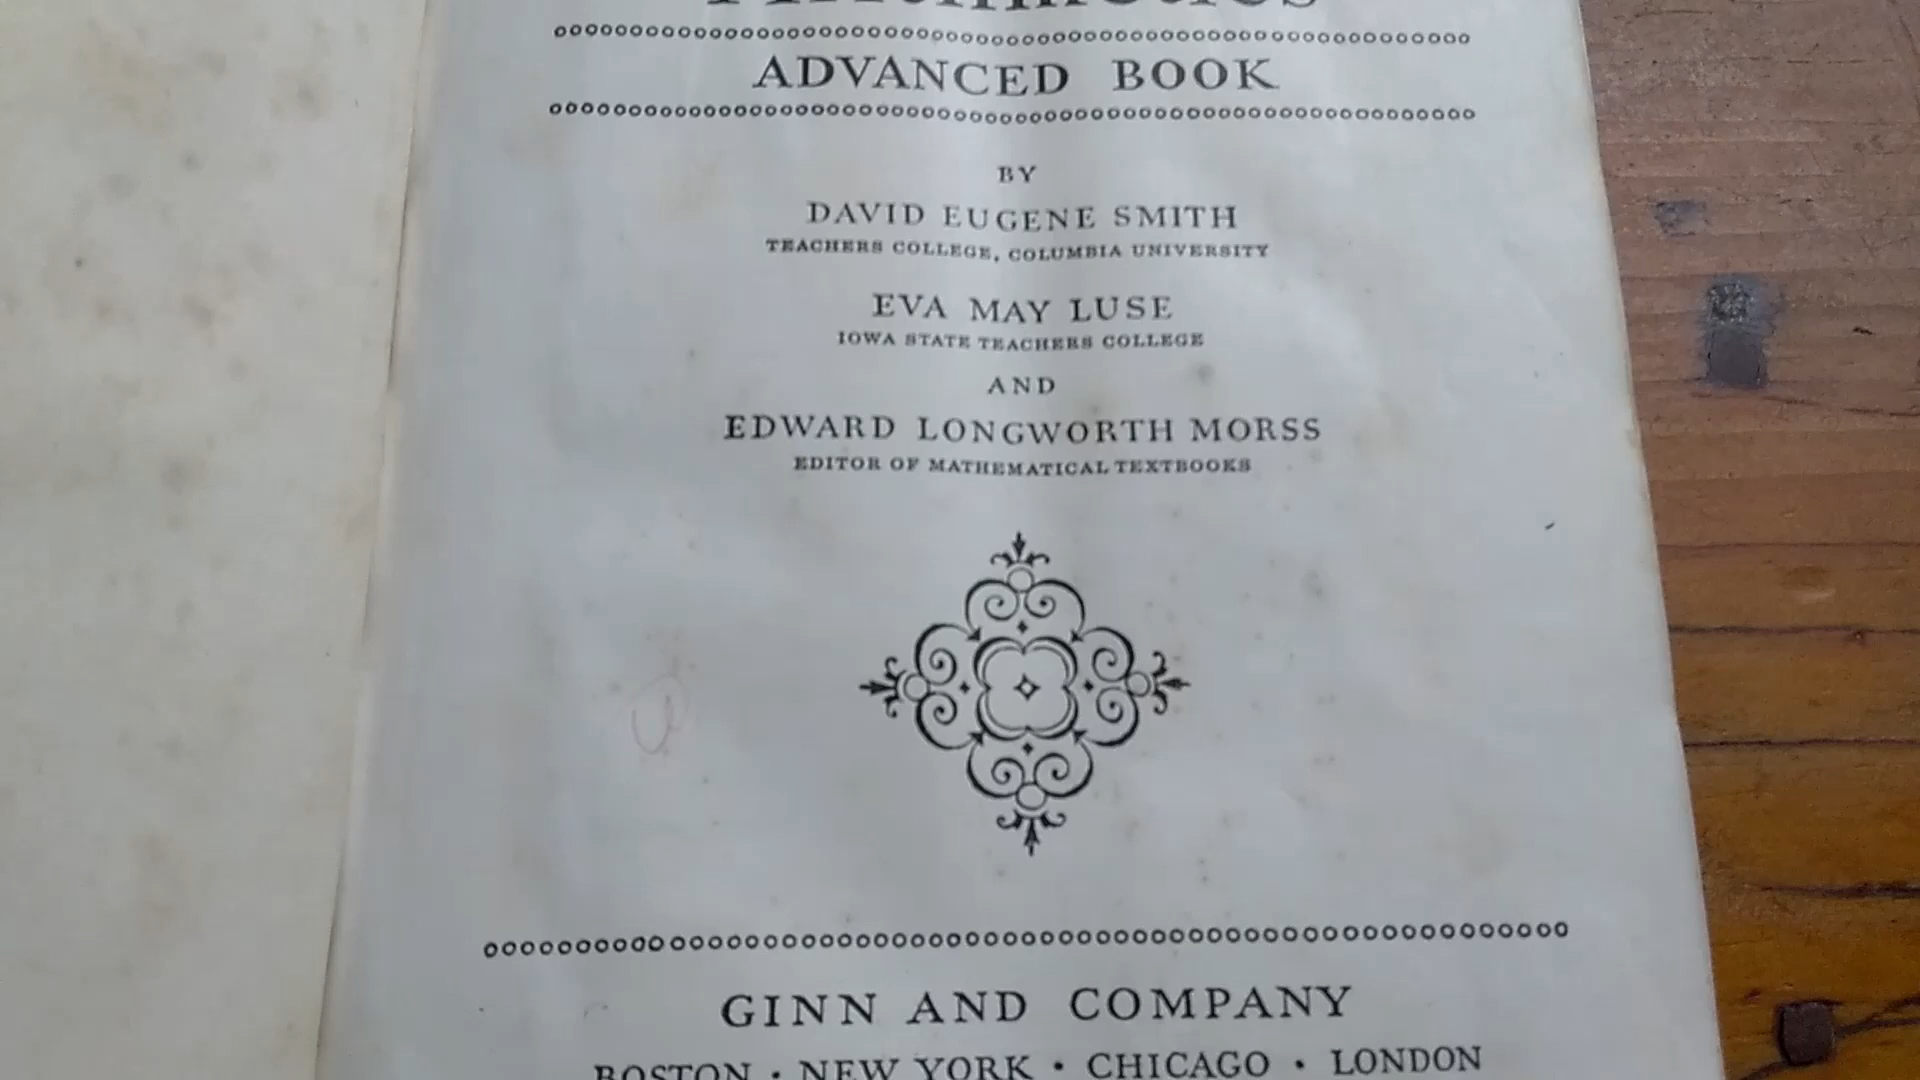 ADVANCED BOOK
BY
DAVID EUGENE SMITH
TEACHERS COLLEGE, COLUMBIA UNIVERSITY
EVA MAY LUSE
IOWA STATE TEACHERS COLLEGE
AND
EDWARD LONGWORTH MORSS
EDITOR OF MATHEMATICAL TEXTBOOKS
GINN AND COMPANY
BOSTON · NEW YORK · CHICAGO · LONDON